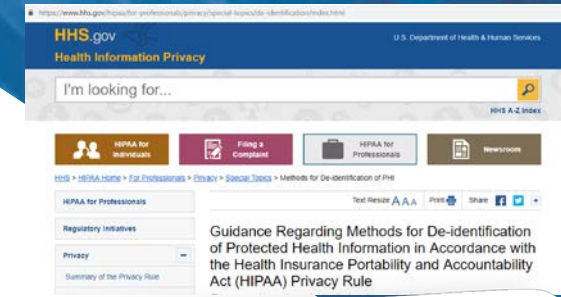 https://www.hhs.gov/hipaa/for-professionals/privacy/special-topics/de-identification/index.html
HHS.gov
U.S. Department of Health & Human Services
Health Information Privacy
I'm looking for...
HHS A-Z Index
HIPAA for Individuals
Filing a Complaint
HIPAA for Professionals
Newsroom
HHS > HIPAA Home > For Professionals > Privacy > Special Topics > Methods for De-identification of PHI
HIPAA for Professionals
Text Resize A A A Print Share f +
Regulatory Initiatives
Privacy
Summary of the Privacy Rule
Guidance Regarding Methods for De-identification
of Protected Health Information in Accordance with
the Health Insurance Portability and Accountability
Act (HIPAA) Privacy Rule